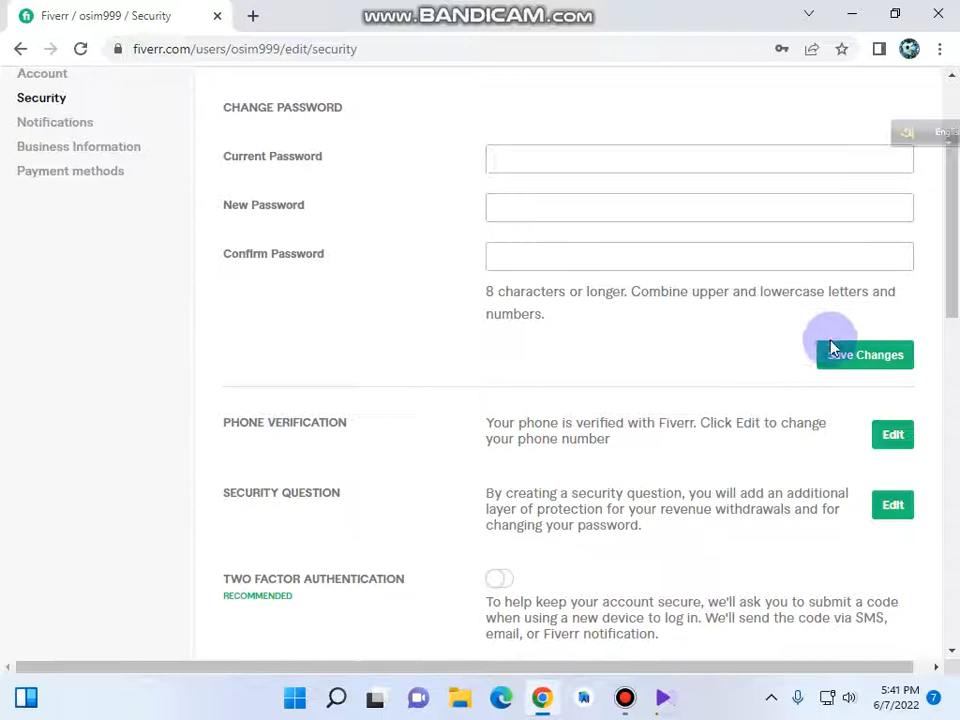 Fiverr / osim999 / Security
WWW.BANDICAM.COM
fiverr.com/users/osim999/edit/security
Account
Security
Notifications
Business Information
Payment methods
CHANGE PASSWORD
Current Password
New Password
Confirm Password
8 characters or longer. Combine upper and lowercase letters and
numbers.
Save Changes
PHONE VERIFICATION
Your phone is verified with Fiverr. Click Edit to change
your phone number
Edit
SECURITY QUESTION
By creating a security question, you will add an additional
layer of protection for your revenue withdrawals and for
changing your password.
Edit
TWO FACTOR AUTHENTICATION
RECOMMENDED
To help keep your account secure, we'll ask you to submit a code
when using a new device to log in. We'll send the code via SMS,
email, or Fiverr notification.
5:41 PM
6/7/2022
7